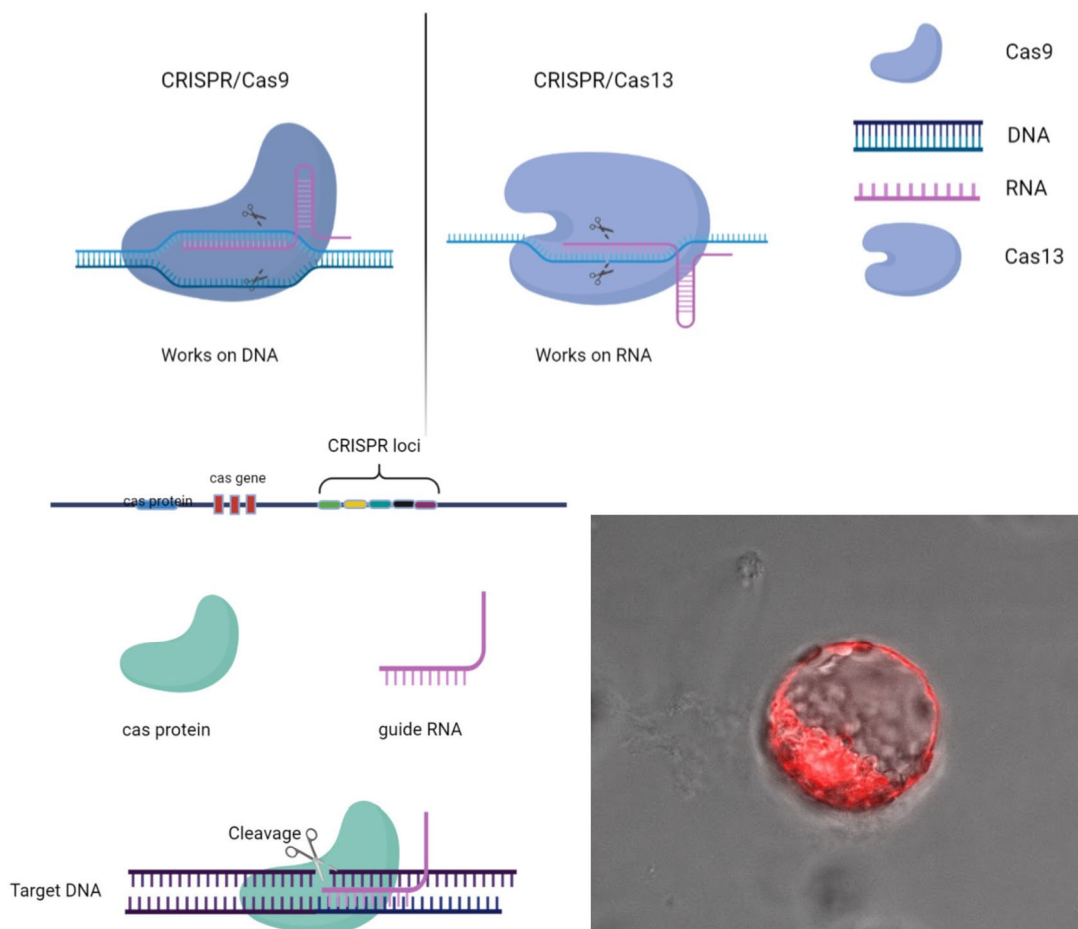 CRISPR/Cas9
CRISPR/Cas13
Cas9
DNA
RNA
Cas13
Works on DNA
Works on RNA
CRISPR loci
cas gene
cas protein
cas protein
guide RNA
Cleavage
Target DNA